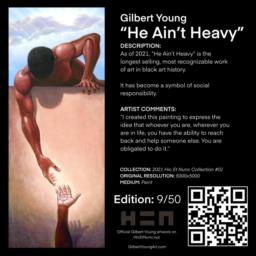 Gilbert Young
“He Ain’t Heavy”
DESCRIPTION:
As of 2021, "He Ain't Heavy" is the
longest selling, most recognizable work
of art in black art history.
It has become a symbol of social
responsibility.
ARTIST COMMENTS:
"I created this painting to express the
idea that whoever you are, wherever you
are in life, you have the ability to reach
back and help someone else. You are
obligated to do it."
COLLECTION: 2021 Hic Et Nunc Collection #02
ORIGINAL RESOLUTION: 6000x5000
MEDIUM: Paint
Edition: 9/50
Official Gilbert Young artwork on
HicEtNunc.xyz
GilbertYoungArt.com